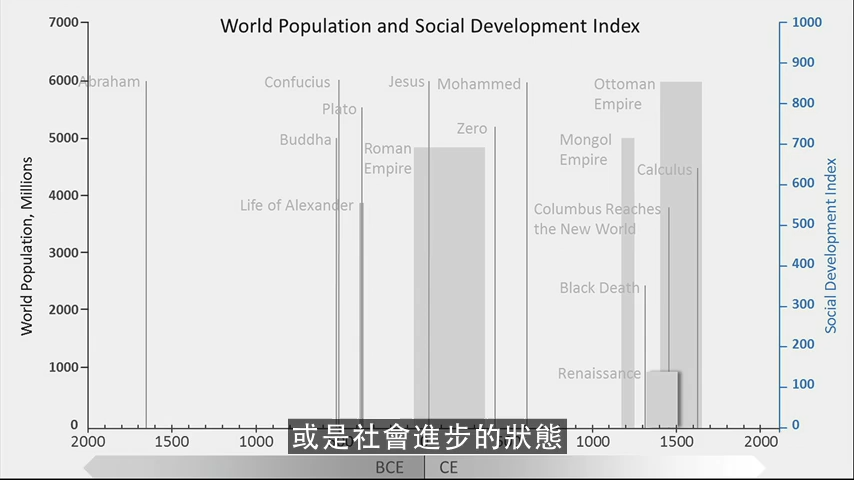 World Population and Social Development Index
7000
6000
5000
4000
3000
2000
1000
0
World Population, Millions
1000
900
800
700
600
500
400
300
200
100
0
Social Development Index
Abraham
Confucius
Jesus
Mohammed
Ottoman
Empire
Plato
Zero
Buddha
Roman
Empire
Mongol
Empire
Calculus
Life of Alexander
Columbus Reaches
the New World
Black Death
Renaissance
2000
1500
1000
1000
1500
2000
或是社會進步的狀態
BCE
CE